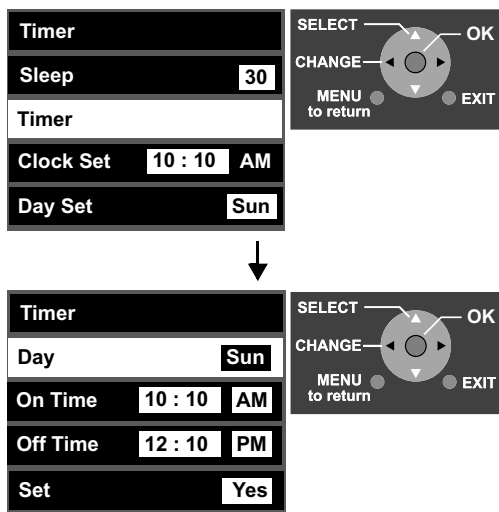 Timer
Sleep 30
Timer
Clock Set 10 : 10 AM
Day Set Sun
SELECT
OK
CHANGE
MENU
to return
EXIT
Timer
Day Sun
On Time 10 : 10 AM
Off Time 12 : 10 PM
Set Yes
SELECT
OK
CHANGE
MENU
to return
EXIT